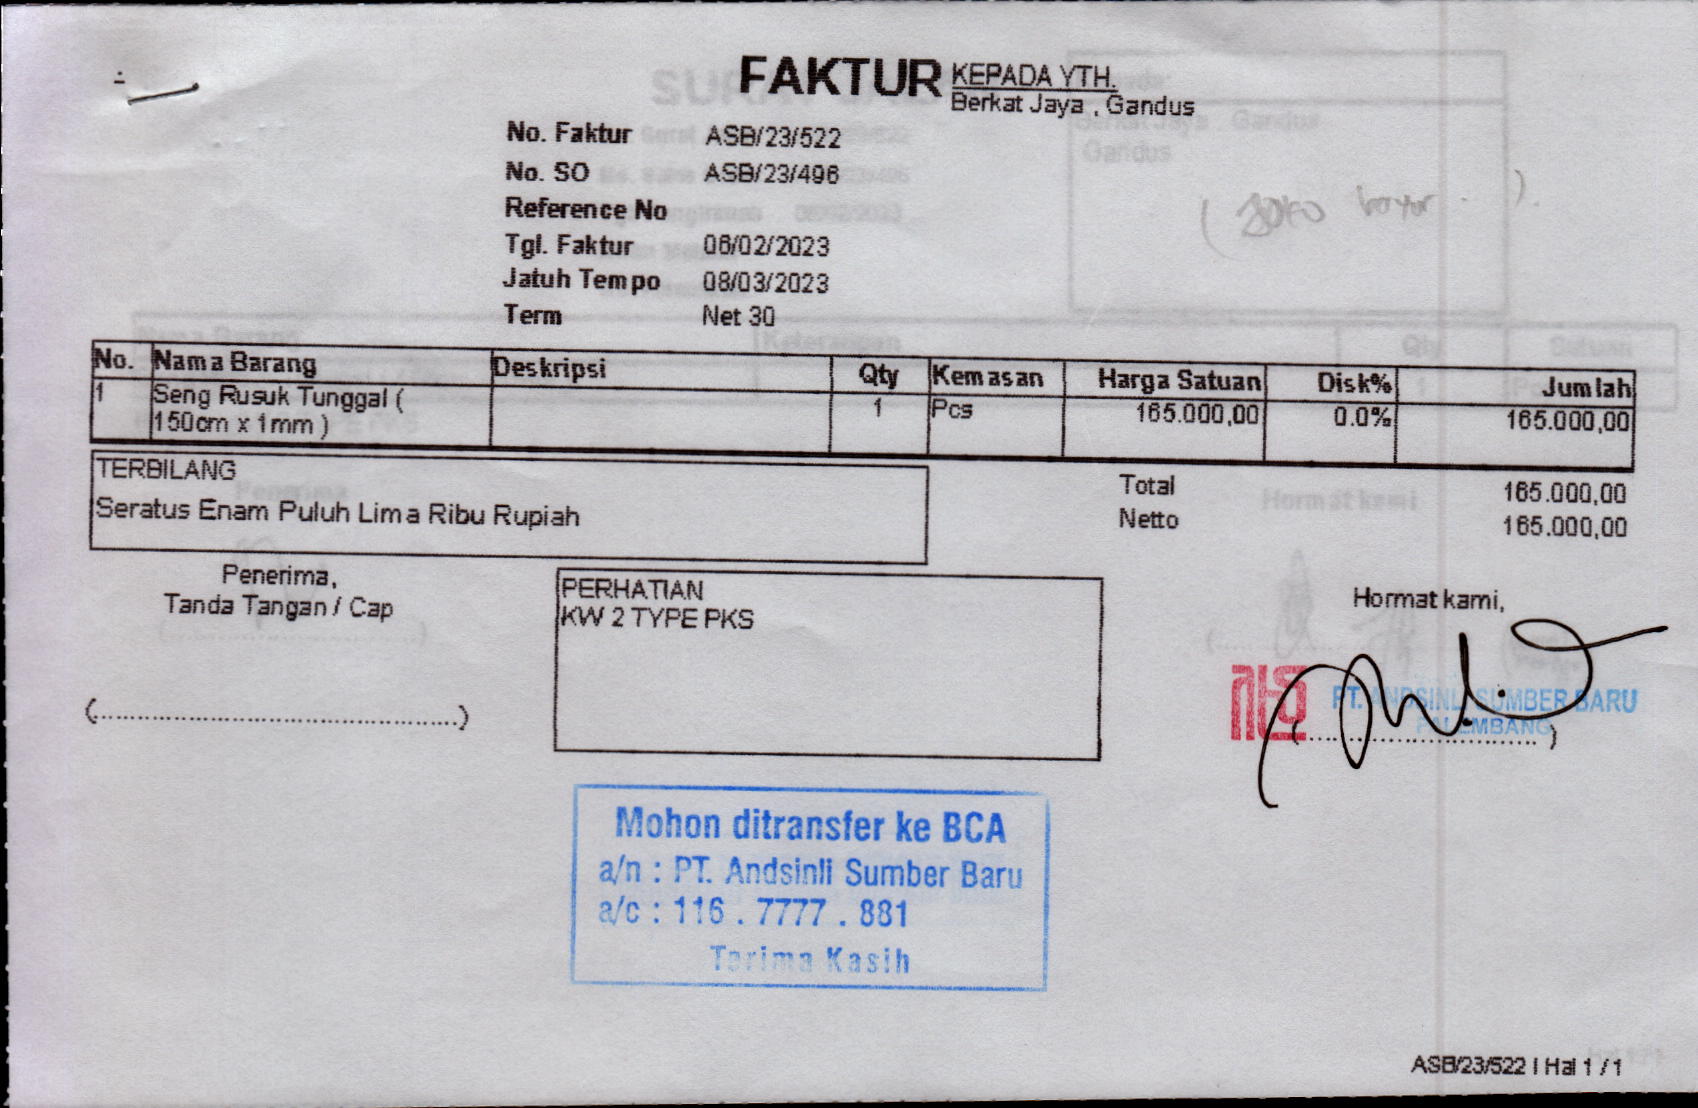 FAKTUR
KEPADA YTH.
Berkat Jaya , Gandus
No. Faktur ASB/23/522
No. SO ASB/23/496
Reference No
Tgl. Faktur 06/02/2023
Jatuh Tempo 08/03/2023
Term Net 30
No. Nama Barang Deskripsi Qty Kemasan Harga Satuan Disk% Jumlah
1 Seng Rusuk Tunggal ( 1 Pcs 165.000,00 0.0% 165.000,00
150cm x 1mm )
TERBILANG
Seratus Enam Puluh Lima Ribu Rupiah
Total 165.000,00
Netto 165.000,00
Penerima,
Tanda Tangan / Cap
(............................................)
PERHATIAN
KW 2 TYPE PKS
Hormat kami,
PT. ANDSINLI SUMBER BARU
PALEMBANG
(............................)
Mohon ditransfer ke BCA
a/n : PT. Andsinli Sumber Baru
a/c : 116 . 7777 . 881
Terima Kasih
ASB/23/522 | Hal 1 / 1